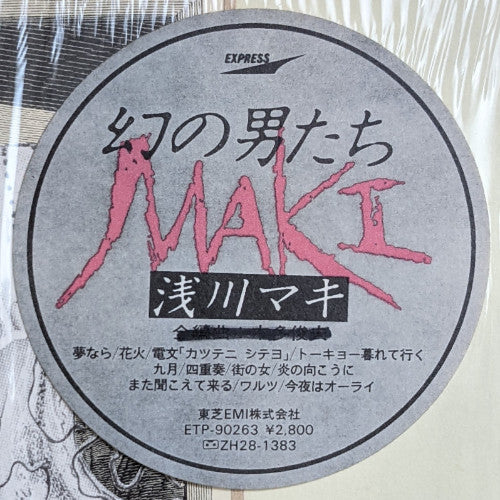 EXPRESS
幻の男たち
MAKI
浅川マキ
夢なら/花火/電文「カツテニ シテヨ」/トーキョー暮れて行く
九月/四重奏/街の女/炎の向こうに
また聞こえて来る/ワルツ/今夜はオーライ
東芝EMI株式会社
ETP-90263 ¥2,800
ZH28-1383